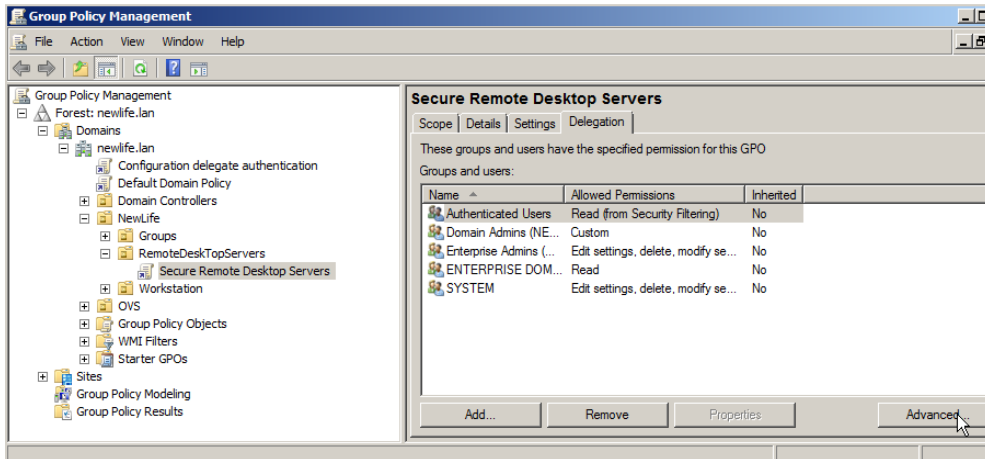 Group Policy Management
File Action View Window Help
Group Policy Management
Forest: newlife.lan
Domains
newlife.lan
Configuration delegate authentication
Default Domain Policy
Domain Controllers
NewLife
Groups
RemoteDeskTopServers
Secure Remote Desktop Servers
Workstation
OVS
Group Policy Objects
WMI Filters
Starter GPOs
Sites
Group Policy Modeling
Group Policy Results
Secure Remote Desktop Servers
Scope Details Settings Delegation
These groups and users have the specified permission for this GPO
Groups and users:
Name Allowed Permissions Inherited
Authenticated Users Read (from Security Filtering) No
Domain Admins (NE... Custom No
Enterprise Admins (... Edit settings, delete, modify se... No
ENTERPRISE DOM... Read No
SYSTEM Edit settings, delete, modify se... No
Add... Remove Properties Advanced...